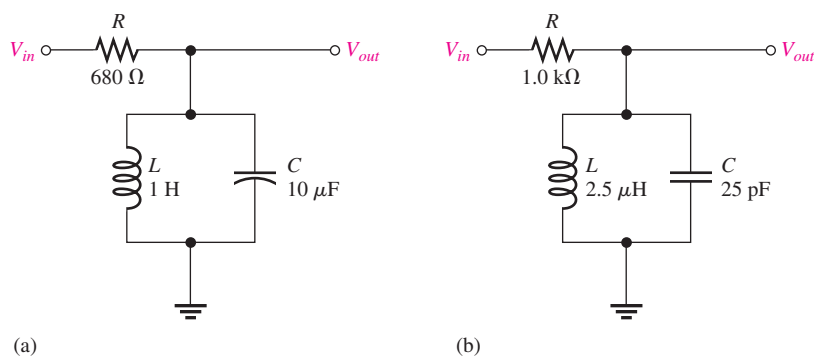 R
V_in
V_out
680 Ω
L
1 H
C
10 μF
(a)
R
V_in
V_out
1.0 kΩ
L
2.5 μH
C
25 pF
(b)